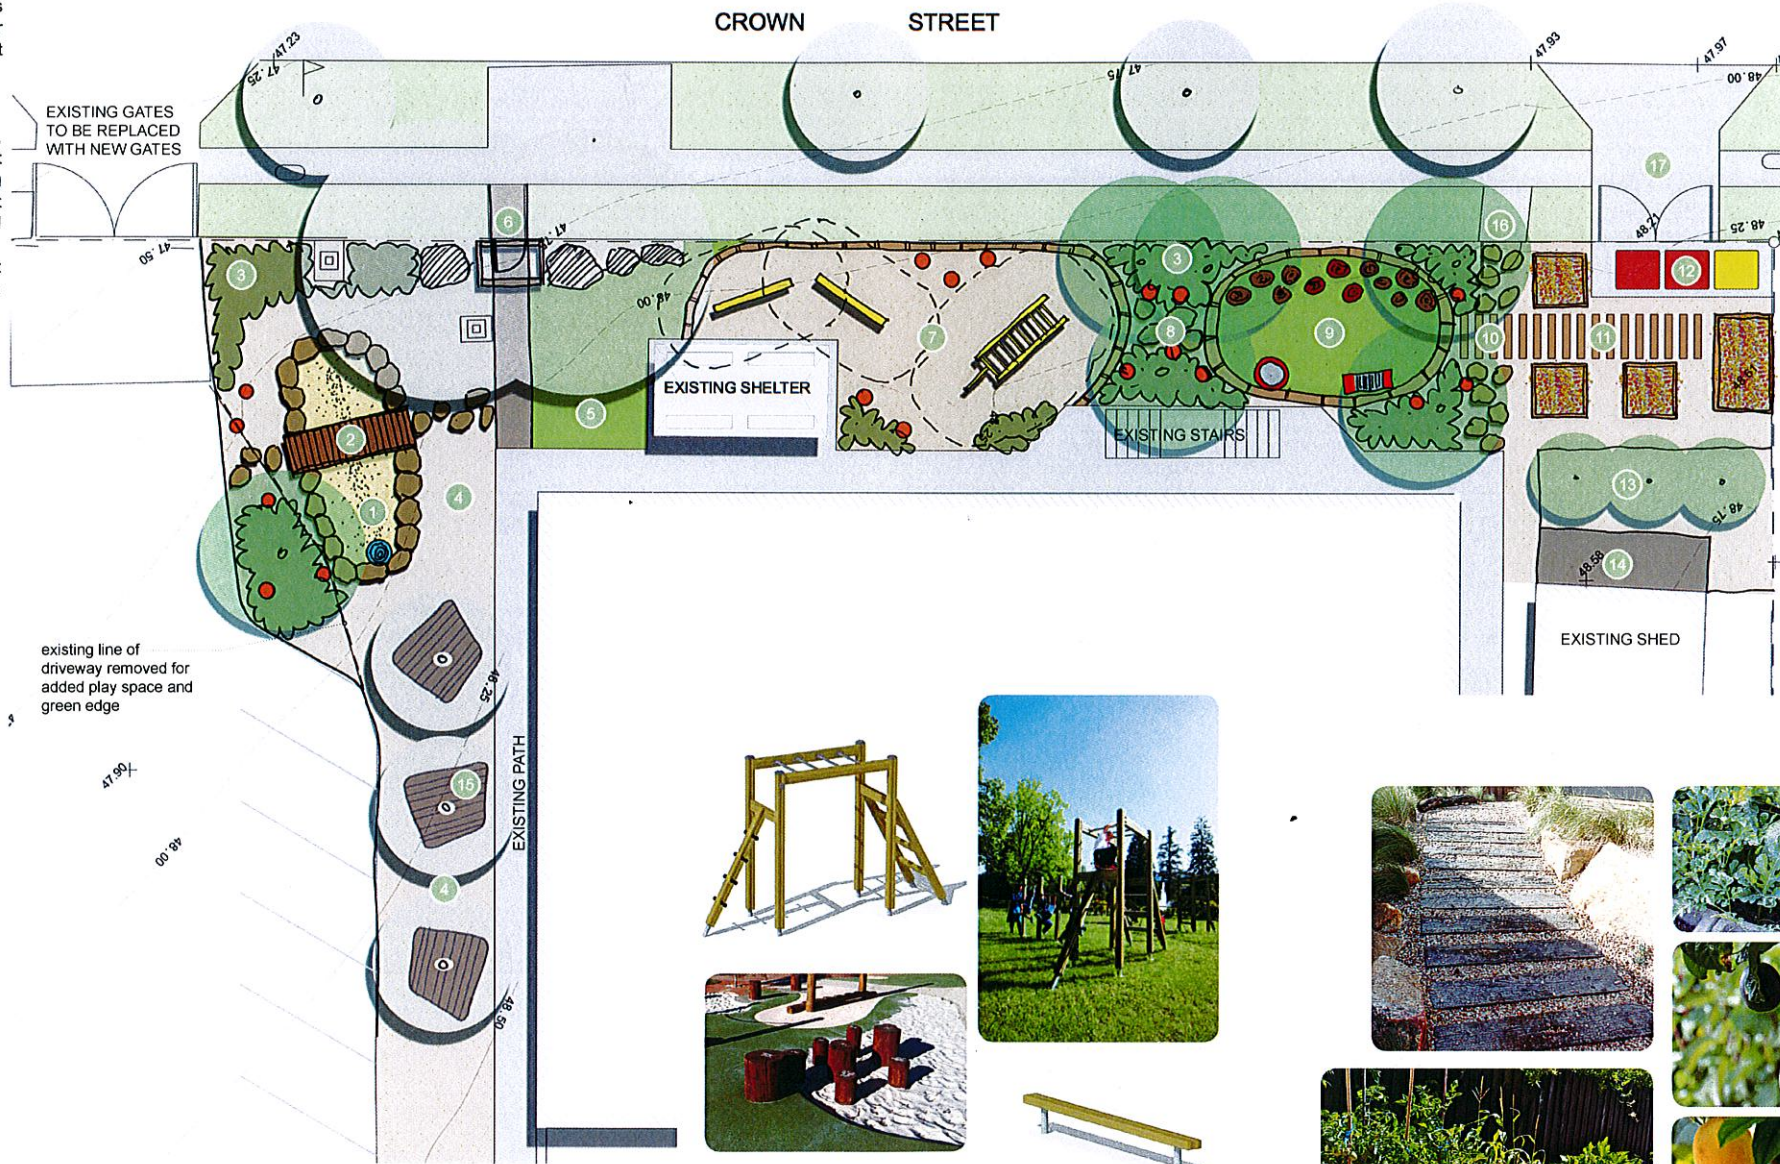 CROWN STREET
s
t
EXISTING GATES
TO BE REPLACED
WITH NEW GATES
47.23
47.25
47.75
47.93
47.97
48.00
17
6
47.50
3
3
16
48.21
48.25
12
48.00
7
8
9
10
11
EXISTING SHELTER
5
2
EXISTING STAIRS
1
4
13
48.75
48.58
14
EXISTING SHED
existing line of
driveway removed for
added play space and
green edge
48.25
47.90
15
EXISTING PATH
48.00
4
48.50